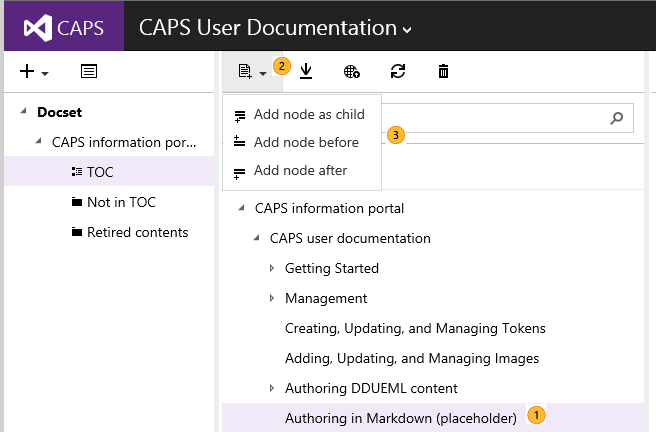 CAPS
CAPS User Documentation
2
Add node as child
Add node before
3
Add node after
Docset
CAPS information por...
TOC
Not in TOC
Retired contents
CAPS information portal
CAPS user documentation
Getting Started
Management
Creating, Updating, and Managing Tokens
Adding, Updating, and Managing Images
Authoring DDUEML content
Authoring in Markdown (placeholder)
1